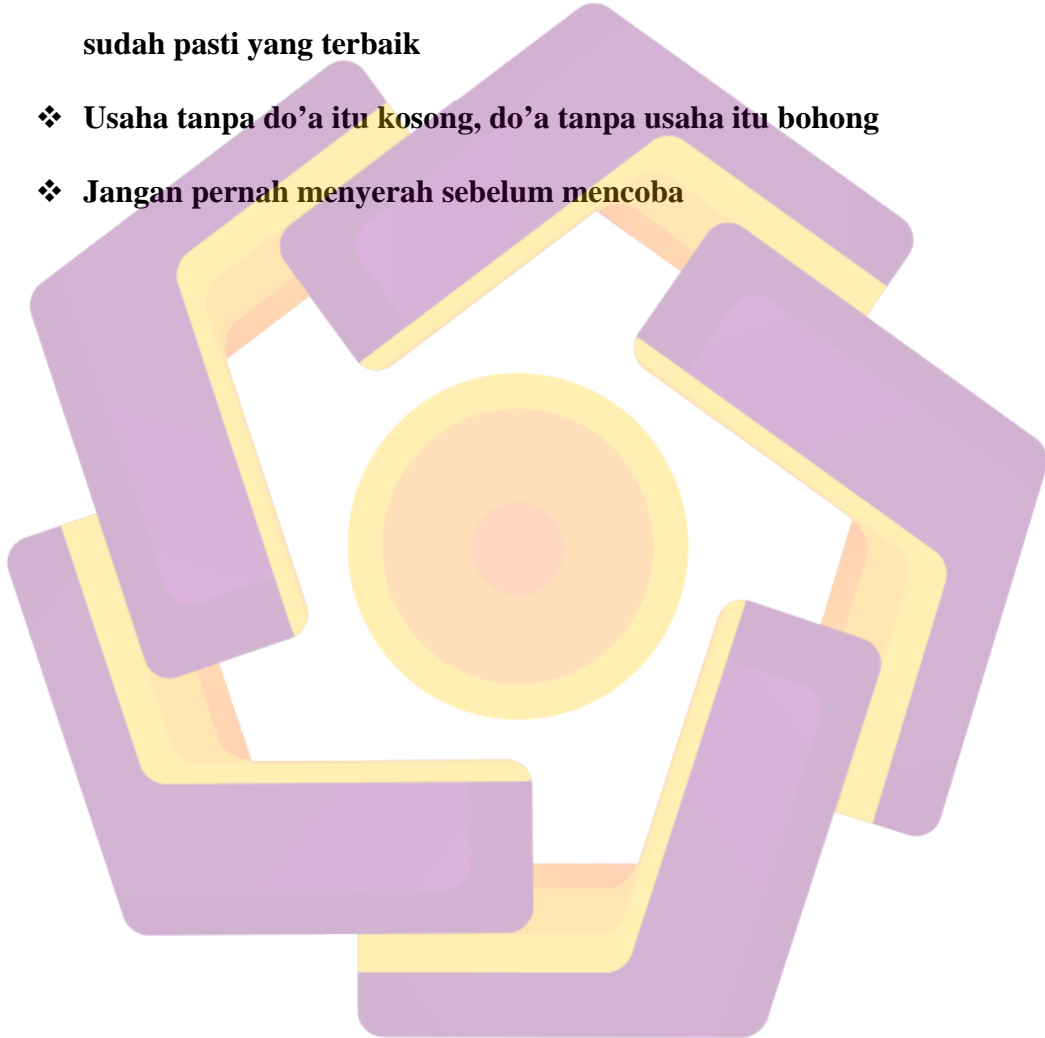 sudah pasti yang terbaik
❖ Usaha tanpa do’a itu kosong, do’a tanpa usaha itu bohong
❖ Jangan pernah menyerah sebelum mencoba